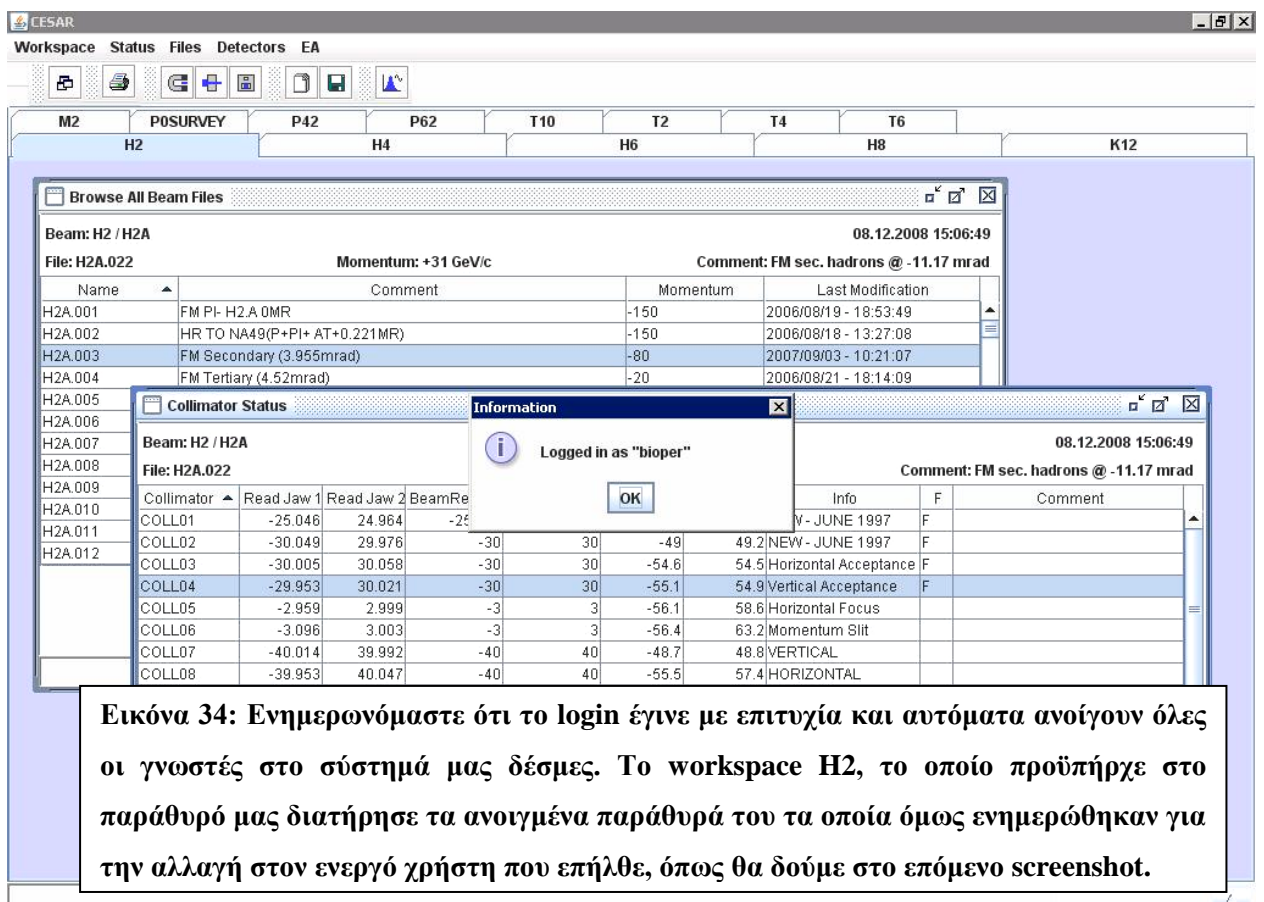 CESAR
Workspace Status Files Detectors EA
M2 P0SURVEY P42 P62 T10 T2 T4 T6
H2 H4 H6 H8 K12
Browse All Beam Files
Beam: H2 / H2A 08.12.2008 15:06:49
File: H2A.022 Momentum: +31 GeV/c Comment: FM sec. hadrons @ -11.17 mrad
Name Comment Momentum Last Modification
H2A.001 FM PI- H2.A 0MR -150 2006/08/19 - 18:53:49
H2A.002 HR TO NA49(P+PI+ AT+0.221MR) -150 2006/08/18 - 13:27:08
H2A.003 FM Secondary (3.955mrad) -80 2007/09/03 - 10:21:07
H2A.004 FM Tertiary (4.52mrad) -20 2006/08/21 - 18:14:09
H2A.005
H2A.006
H2A.007
H2A.008
H2A.009
H2A.010
H2A.011
H2A.012
Collimator Status
Beam: H2 / H2A 08.12.2008 15:06:49
File: H2A.022 Comment: FM sec. hadrons @ -11.17 mrad
Collimator Read Jaw 1 Read Jaw 2 BeamRe Info F Comment
COLL01 -25.046 24.964 -25 W - JUNE 1997 F
COLL02 -30.049 29.976 -30 30 -49 49.2 NEW - JUNE 1997 F
COLL03 -30.005 30.058 -30 30 -54.6 54.5 Horizontal Acceptance F
COLL04 -29.953 30.021 -30 30 -55.1 54.9 Vertical Acceptance F
COLL05 -2.959 2.999 -3 3 -56.1 58.6 Horizontal Focus
COLL06 -3.096 3.003 -3 3 -56.4 63.2 Momentum Slit
COLL07 -40.014 39.992 -40 40 -48.7 48.8 VERTICAL
COLL08 -39.953 40.047 -40 40 -55.5 57.4 HORIZONTAL
Information
Logged in as "bioper"
OK
Εικόνα 34: Ενημερωνόμαστε ότι το login έγινε με επιτυχία και αυτόματα ανοίγουν όλες
οι γνωστές στο σύστημά μας δέσμες. Το workspace H2, το οποίο προϋπήρχε στο
παράθυρό μας διατήρησε τα ανοιγμένα παράθυρά του τα οποία όμως ενημερώθηκαν για
την αλλαγή στον ενεργό χρήστη που επήλθε, όπως θα δούμε στο επόμενο screenshot.